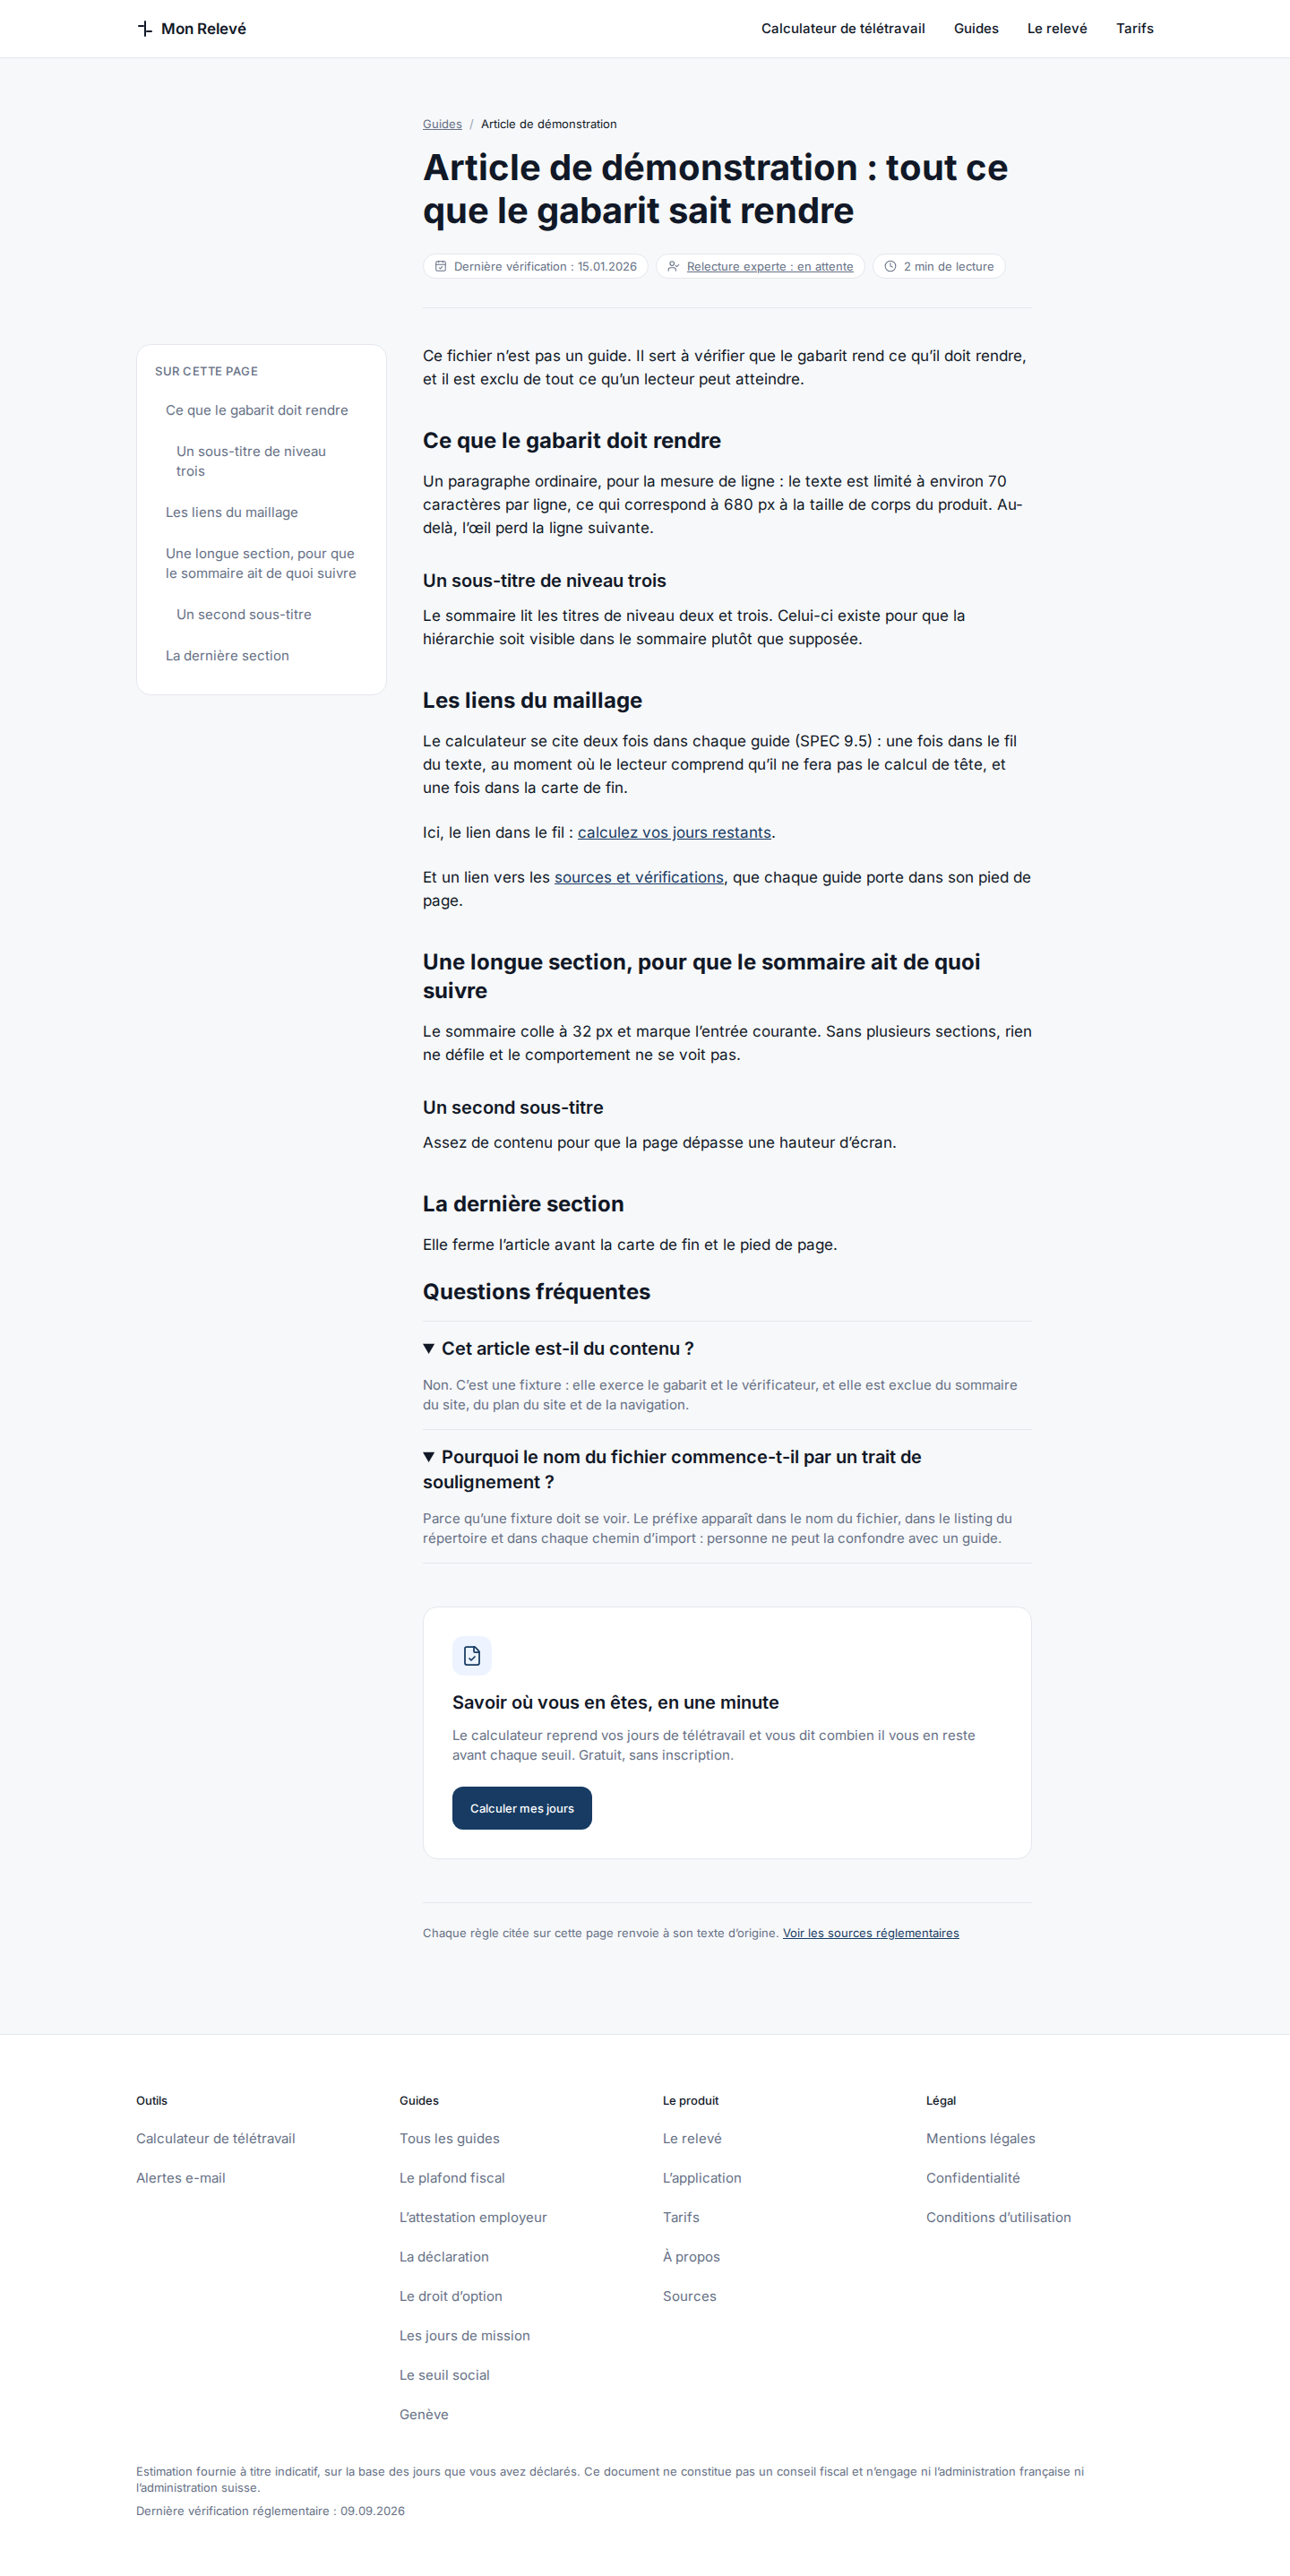 Mon Relevé
Calculateur de télétravail
Guides
Le relevé
Tarifs
Guides / Article de démonstration
Article de démonstration : tout ce
que le gabarit sait rendre
Dernière vérification : 15.01.2026
Relecture experte : en attente
2 min de lecture
SUR CETTE PAGE
Ce que le gabarit doit rendre
Un sous-titre de niveau
trois
Les liens du maillage
Une longue section, pour que
le sommaire ait de quoi suivre
Un second sous-titre
La dernière section
Ce fichier n’est pas un guide. Il sert à vérifier que le gabarit rend ce qu’il doit rendre,
et il est exclu de tout ce qu’un lecteur peut atteindre.
Ce que le gabarit doit rendre
Un paragraphe ordinaire, pour la mesure de ligne : le texte est limité à environ 70
caractères par ligne, ce qui correspond à 680 px à la taille de corps du produit. Au-
delà, l’œil perd la ligne suivante.
Un sous-titre de niveau trois
Le sommaire lit les titres de niveau deux et trois. Celui-ci existe pour que la
hiérarchie soit visible dans le sommaire plutôt que supposée.
Les liens du maillage
Le calculateur se cite deux fois dans chaque guide (SPEC 9.5) : une fois dans le fil
du texte, au moment où le lecteur comprend qu’il ne fera pas le calcul de tête, et
une fois dans la carte de fin.
Ici, le lien dans le fil : calculez vos jours restants.
Et un lien vers les sources et vérifications, que chaque guide porte dans son pied de
page.
Une longue section, pour que le sommaire ait de quoi
suivre
Le sommaire colle à 32 px et marque l’entrée courante. Sans plusieurs sections, rien
ne défile et le comportement ne se voit pas.
Un second sous-titre
Assez de contenu pour que la page dépasse une hauteur d’écran.
La dernière section
Elle ferme l’article avant la carte de fin et le pied de page.
Questions fréquentes
▼ Cet article est-il du contenu ?
Non. C’est une fixture : elle exerce le gabarit et le vérificateur, et elle est exclue du sommaire
du site, du plan du site et de la navigation.
▼ Pourquoi le nom du fichier commence-t-il par un trait de
soulignement ?
Parce qu’une fixture doit se voir. Le préfixe apparaît dans le nom du fichier, dans le listing du
répertoire et dans chaque chemin d’import : personne ne peut la confondre avec un guide.
Savoir où vous en êtes, en une minute
Le calculateur reprend vos jours de télétravail et vous dit combien il vous en reste
avant chaque seuil. Gratuit, sans inscription.
Calculer mes jours
Chaque règle citée sur cette page renvoie à son texte d’origine. Voir les sources réglementaires
Outils
Calculateur de télétravail
Alertes e-mail
Guides
Tous les guides
Le plafond fiscal
L’attestation employeur
La déclaration
Le droit d’option
Les jours de mission
Le seuil social
Genève
Le produit
Le relevé
L’application
Tarifs
À propos
Sources
Légal
Mentions légales
Confidentialité
Conditions d’utilisation
Estimation fournie à titre indicatif, sur la base des jours que vous avez déclarés. Ce document ne constitue pas un conseil fiscal et n’engage ni l’administration française ni
l’administration suisse.
Dernière vérification réglementaire : 09.09.2026